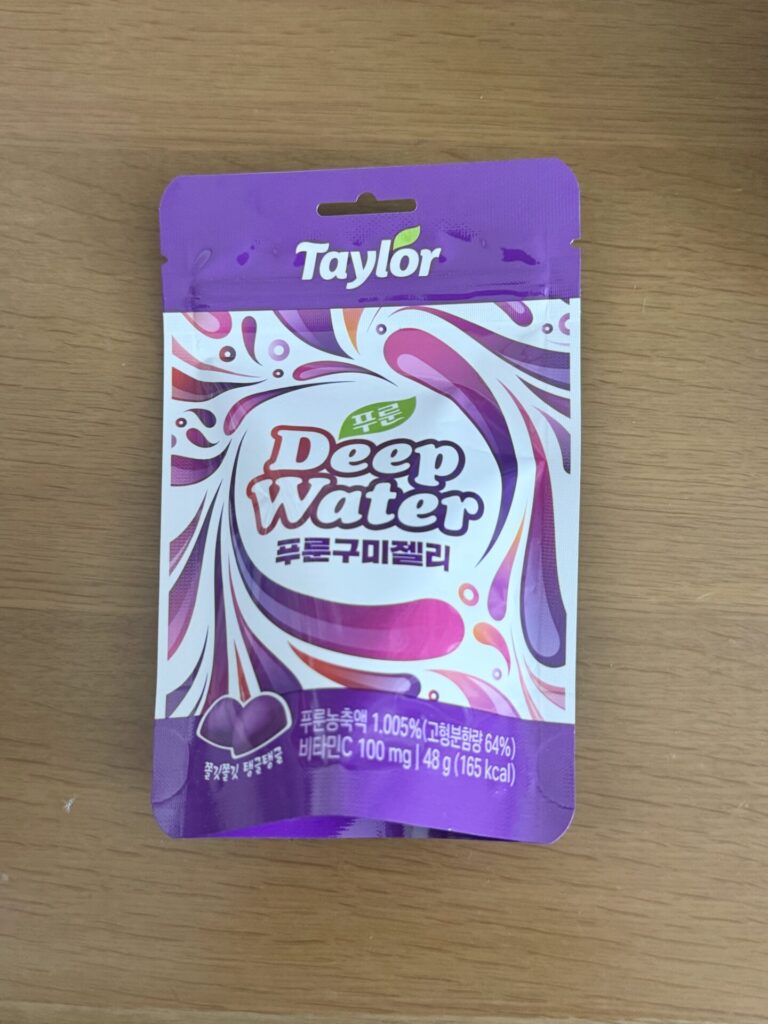 Taylor
푸룬
Deep
Water
푸룬구미젤리
푸룬농축액 1.005%(고형분함량 64%)
비타민C 100 mg | 48 g (165 kcal)
쫄깃쫄깃 탱글탱글